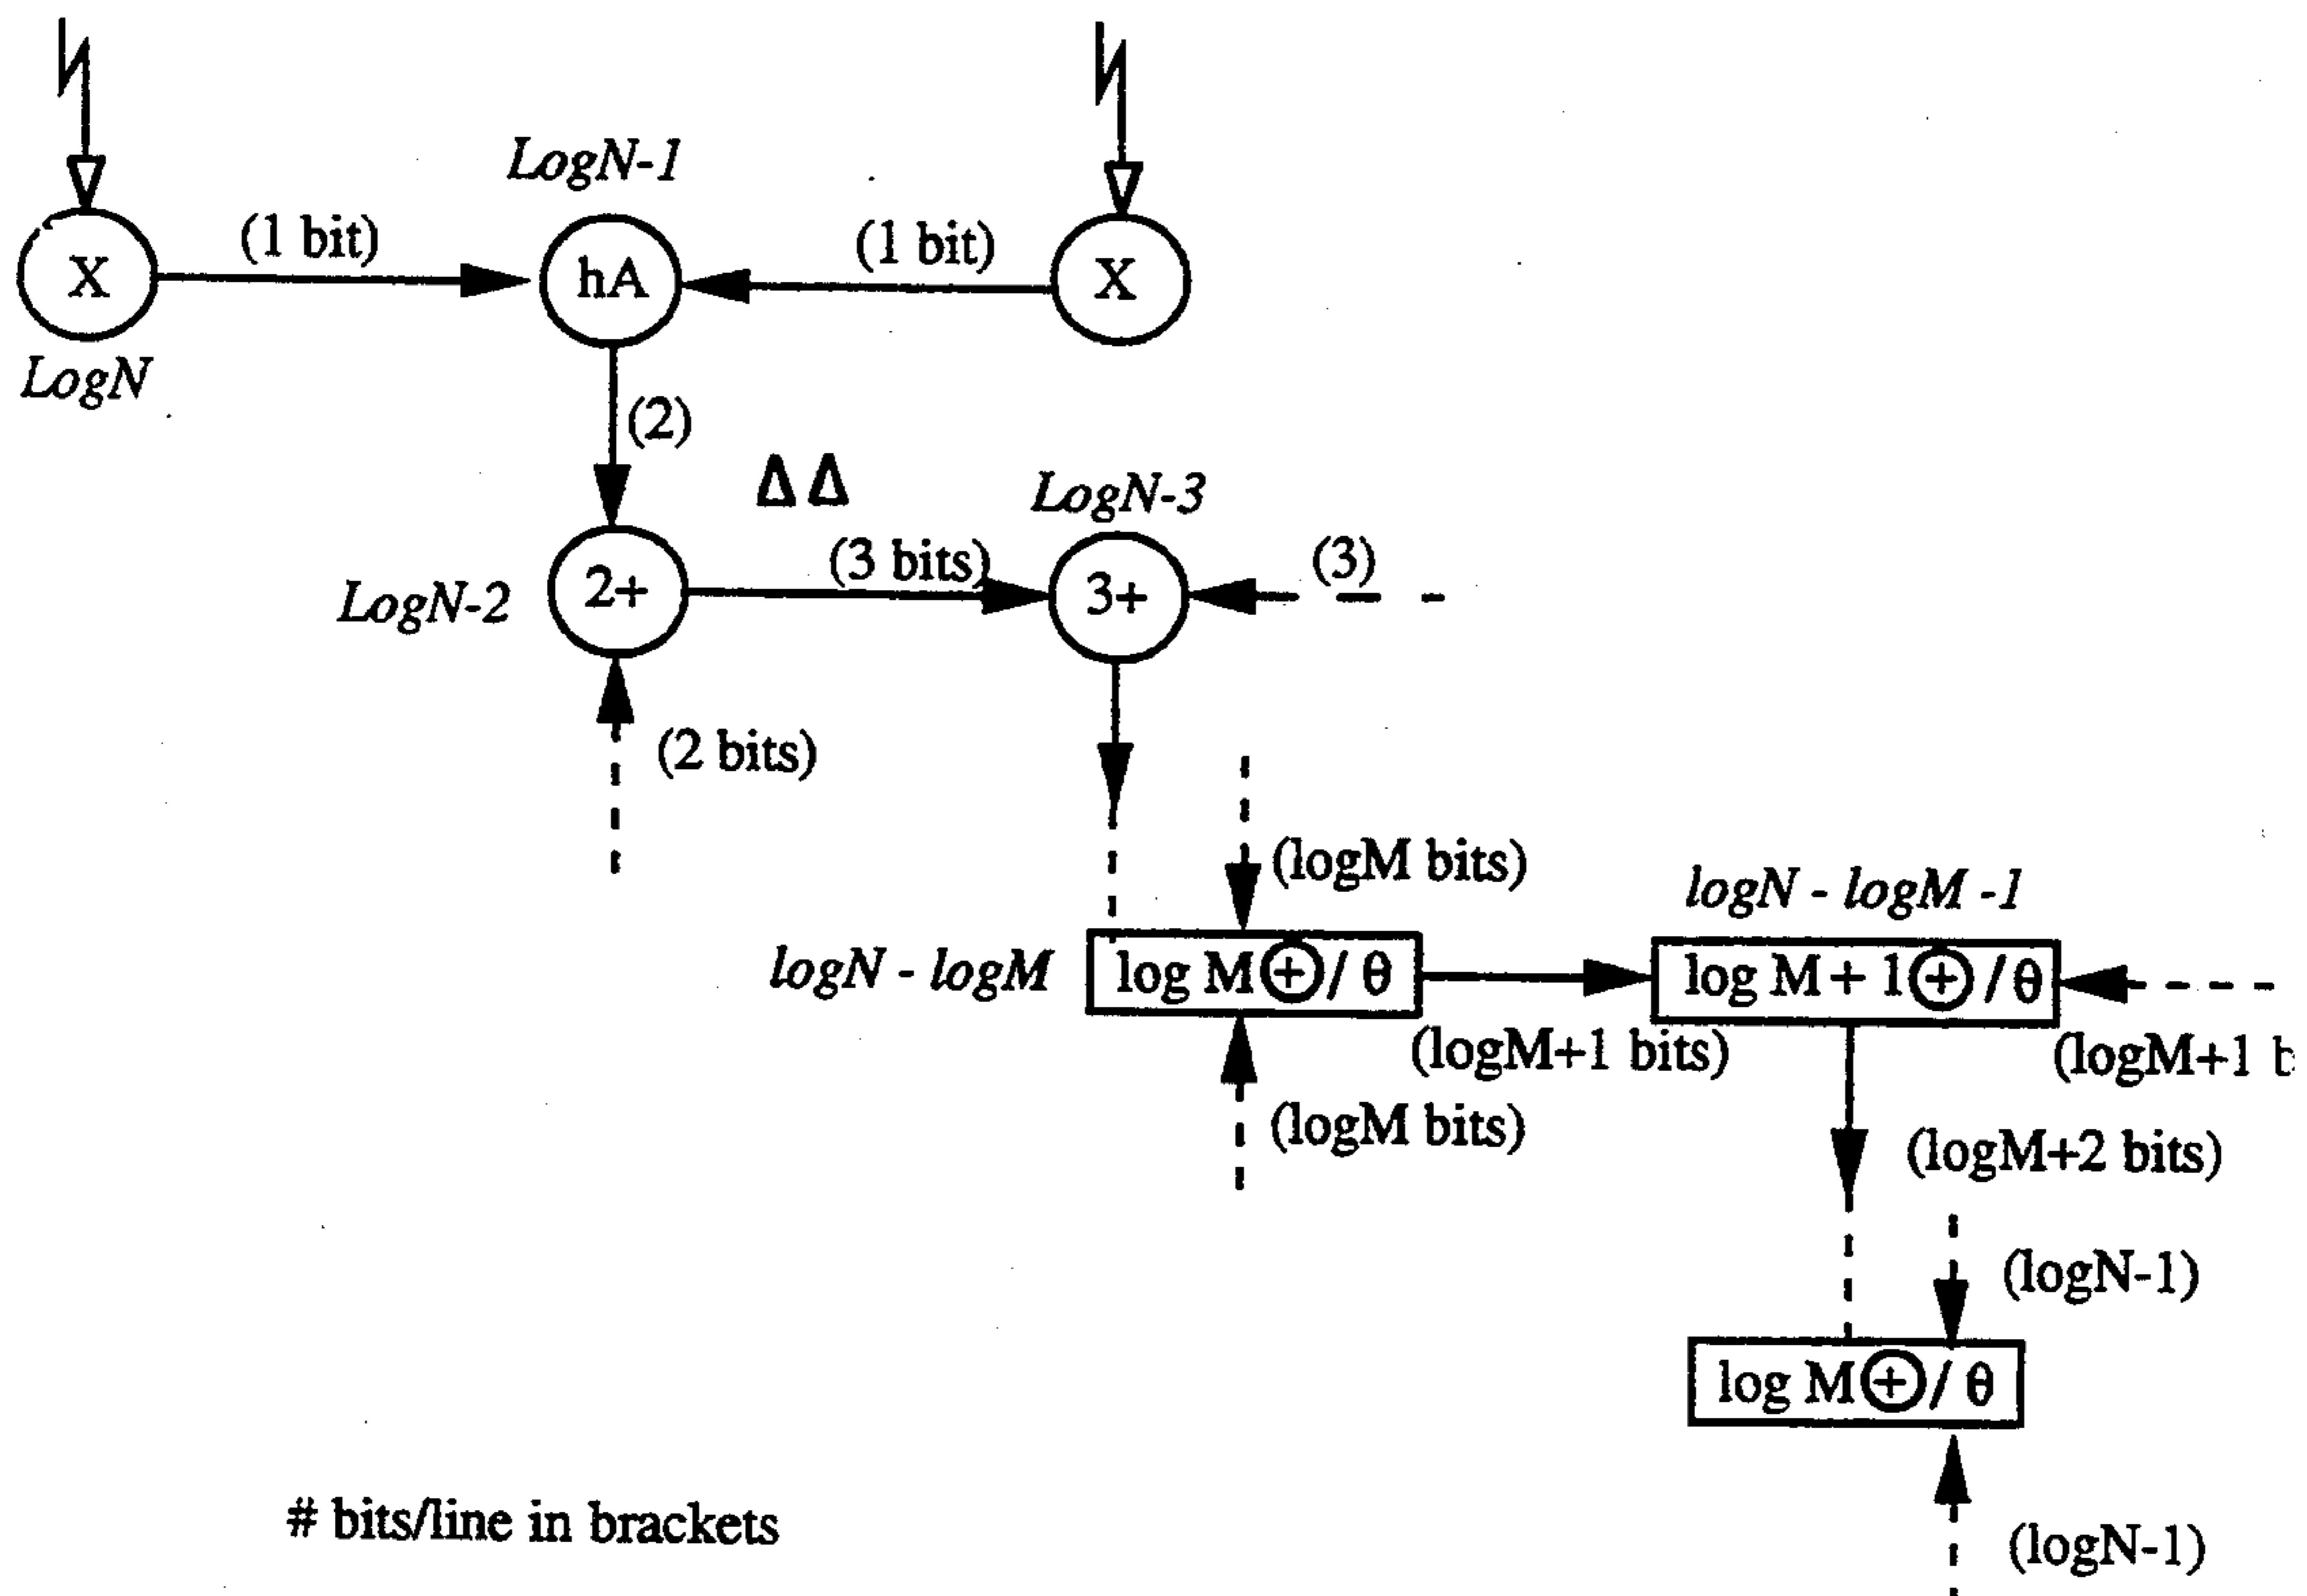 LogN-1
(1 bit)
(1 bit)
X
hA
X
LogN
(2)
Δ Δ
LogN-3
(3 bits)
(3)
LogN-2
2+
3+
(2 bits)
(logM bits)
logN - logM -1
logN - logM
log M⊕/ θ
log M + 1⊕/θ
(logM+1 bits)
(logM+1 b
(logM bits)
(logM+2 bits)
(logN-1)
log M⊕/ θ
# bits/line in brackets
(logN-1)